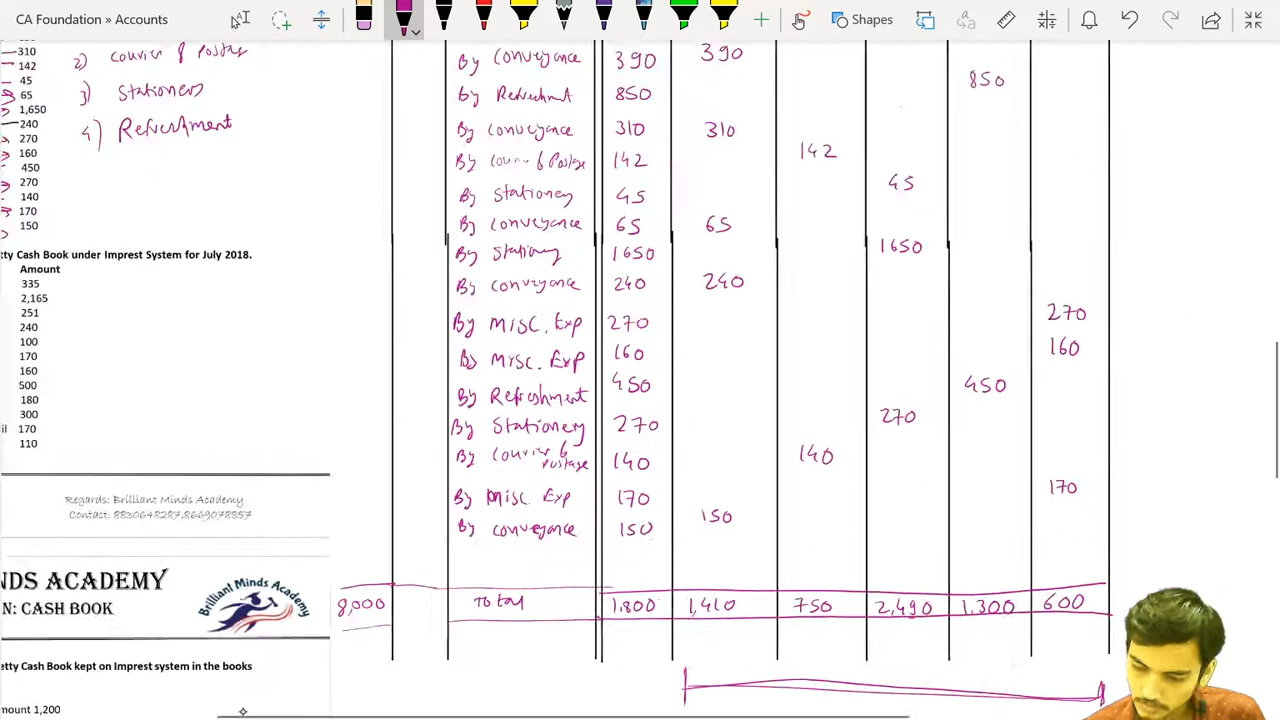 CA Foundation » Accounts
Shapes
310
142
45
65
1,650
240
270
160
450
270
140
170
150
2) Courier & Postage
3) Stationery
4) Refreshment
tty Cash Book under Imprest System for July 2018.
Amount
335
2,165
251
240
100
170
160
500
180
300
il 170
110
Regards: Brilliant Minds Academy
Contact: 8830648287,8669078857
NDS ACADEMY
N: CASH BOOK
Brilliant Minds Academy
etty Cash Book kept on Imprest system in the books
mount 1,200
By Conveyance 390 390
By Refreshment 850 850
By Conveyance 310 310
By Courier & Postage 142 142
By Stationery 45 45
By Conveyance 65 65
By Stationery 1650 1650
By Conveyance 240 240
By Misc. Exp 270 270
By Misc. Exp 160 160
By Refreshment 450 450
By Stationery 270 270
By Courier & Postage 140 140
By Misc. Exp 170 170
By Conveyance 150 150
8,000 Total 1,800 1,410 750 2,490 1,300 600